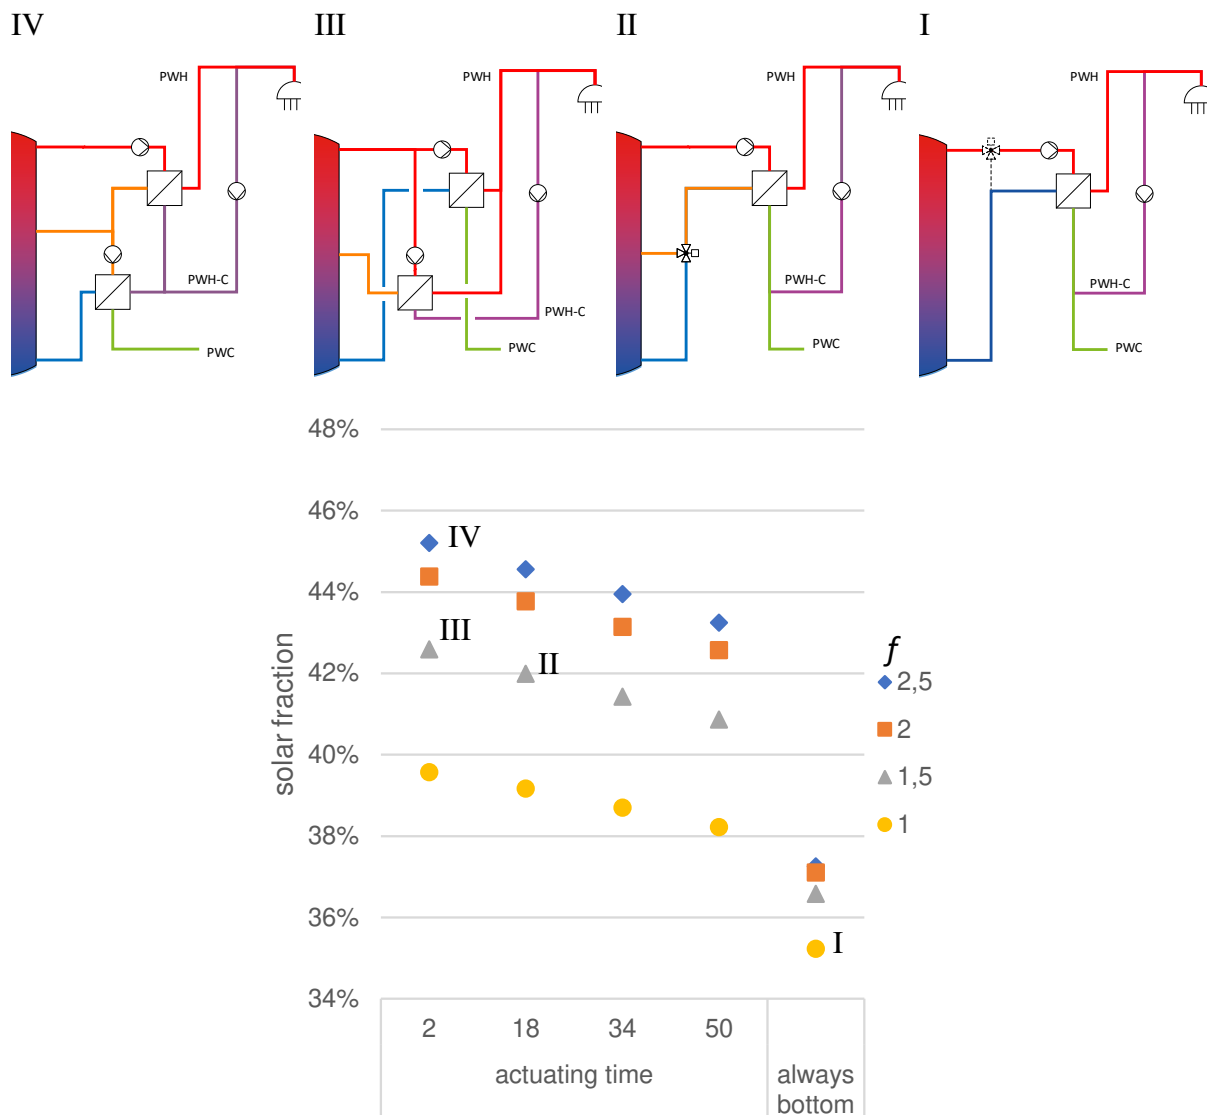 IV III II I
PWH PWH PWH PWH
PWH-C PWH-C PWH-C PWH-C
PWC PWC PWC PWC
48%
46%
IV
44%
III
II
42%
f
2,5
2
40%
1,5
1
38%
36%
I
34%
solar fraction
2 18 34 50
actuating time always
bottom